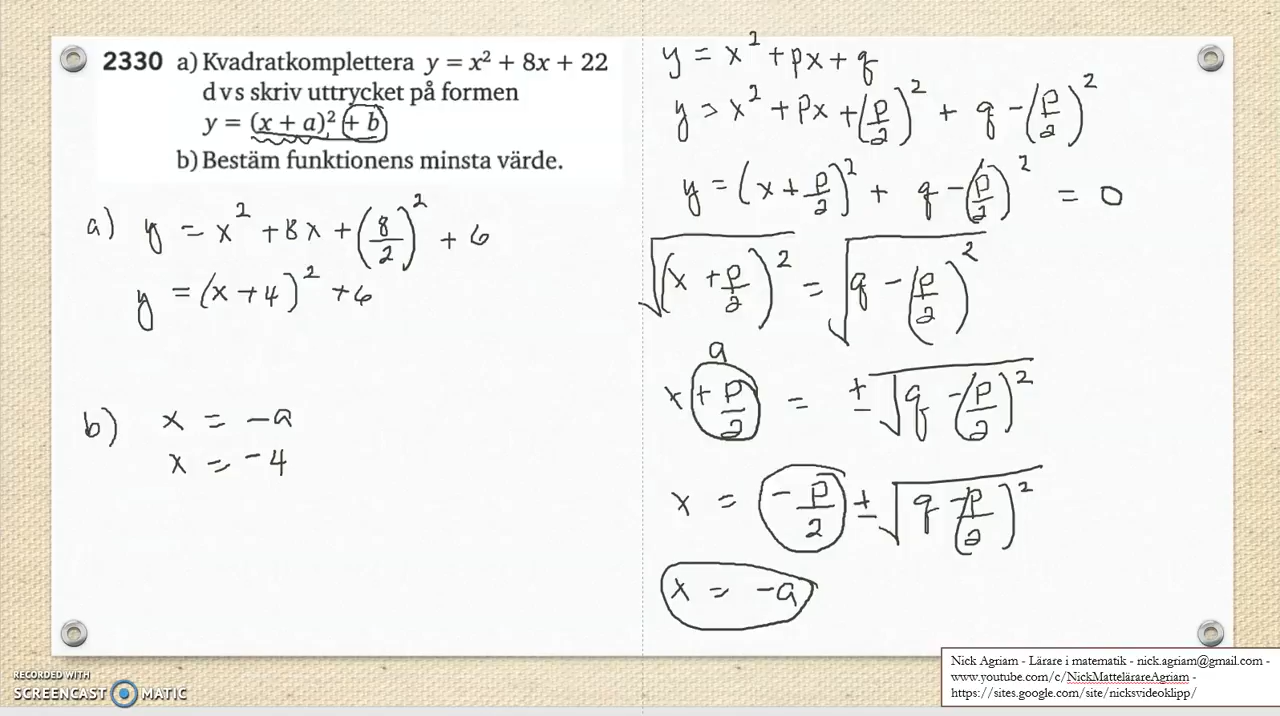 2330 a) Kvadratkomplettera y = x² + 8x + 22
dvs skriv uttrycket på formen
y = (x + a)² + b
b) Bestäm funktionens minsta värde.
a) y = x² + 8x + (8/2)² + 6
y = (x + 4)² + 6
b) x = -a
x = -4
y = x² + px + q
y = x² + px + (p/2)² + q - (p/2)²
y = (x + p/2)² + q - (p/2)² = 0
√(x + p/2)² = √q - (p/2)²
a
x + p/2 = ± √q - (p/2)²
x = - p/2 ± √q - (p/2)²
x = -a
RECORDED WITH
SCREENCAST MATIC
Nick Agriam - Lärare i matematik - nick.agriam@gmail.com -
www.youtube.com/c/NickMattelärareAgriam -
https://sites.google.com/site/nicksvideoklipp/